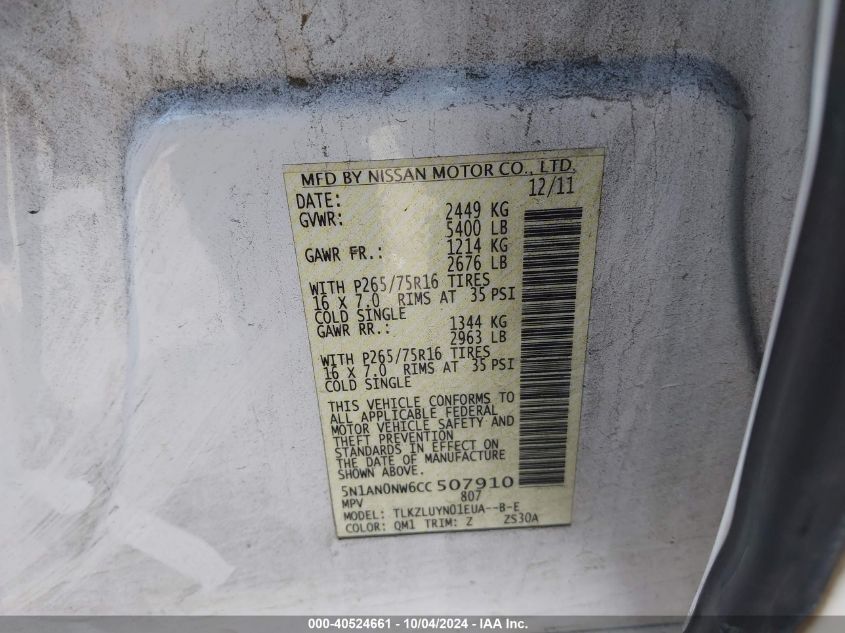 MFD BY NISSAN MOTOR CO., LTD.
DATE: 12/11
GVWR: 2449 KG
5400 LB
GAWR FR.: 1214 KG
2676 LB
WITH P265/75R16 TIRES
16 X 7.0 RIMS AT 35 PSI
COLD SINGLE
GAWR RR.: 1344 KG
2963 LB
WITH P265/75R16 TIRES
16 X 7.0 RIMS AT 35 PSI
COLD SINGLE
THIS VEHICLE CONFORMS TO
ALL APPLICABLE FEDERAL
MOTOR VEHICLE SAFETY AND
THEFT PREVENTION
STANDARDS IN EFFECT ON
THE DATE OF MANUFACTURE
SHOWN ABOVE.
5N1AN0NW6CC507910
MPV 807
MODEL: TLKZLUYN01EUA--B-E
COLOR: QM1 TRIM: Z ZS30A
000-40524661 - 10/04/2024 - IAA, Inc.